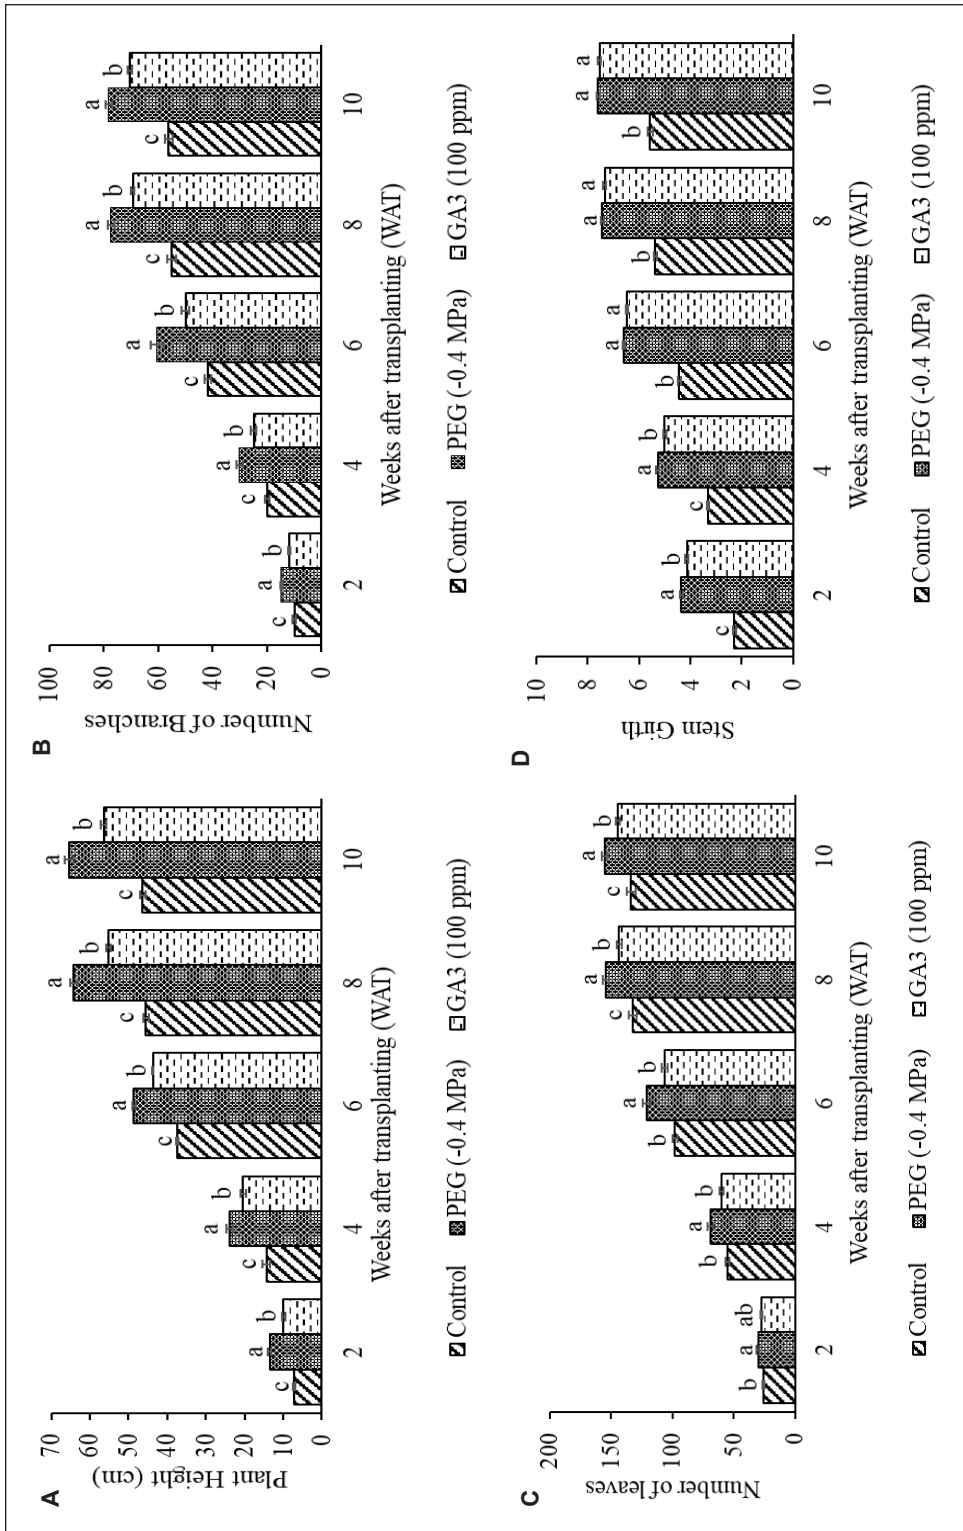 A
Plant Height (cm)
70
60
50
40
30
20
10
0
c a b
c a b
c a b
c a b
c a b
2 4 6 8 10
Weeks after transplanting (WAT)
Control PEG (-0.4 MPa) GA3 (100 ppm)
B
Number of Branches
100
80
60
40
20
0
c a b
c a b
c a b
c a b
c a b
2 4 6 8 10
Weeks after transplanting (WAT)
Control PEG (-0.4 MPa) GA3 (100 ppm)
C
Number of leaves
200
150
100
50
0
b a ab
b a b
b a b
c a b
c a b
2 4 6 8 10
Weeks after transplanting (WAT)
Control PEG (-0.4 MPa) GA3 (100 ppm)
D
Stem Girth
10
8
6
4
2
0
c a b
c a b
b a a
b a a
b a a
2 4 6 8 10
Weeks after transplanting (WAT)
Control PEG (-0.4 MPa) GA3 (100 ppm)